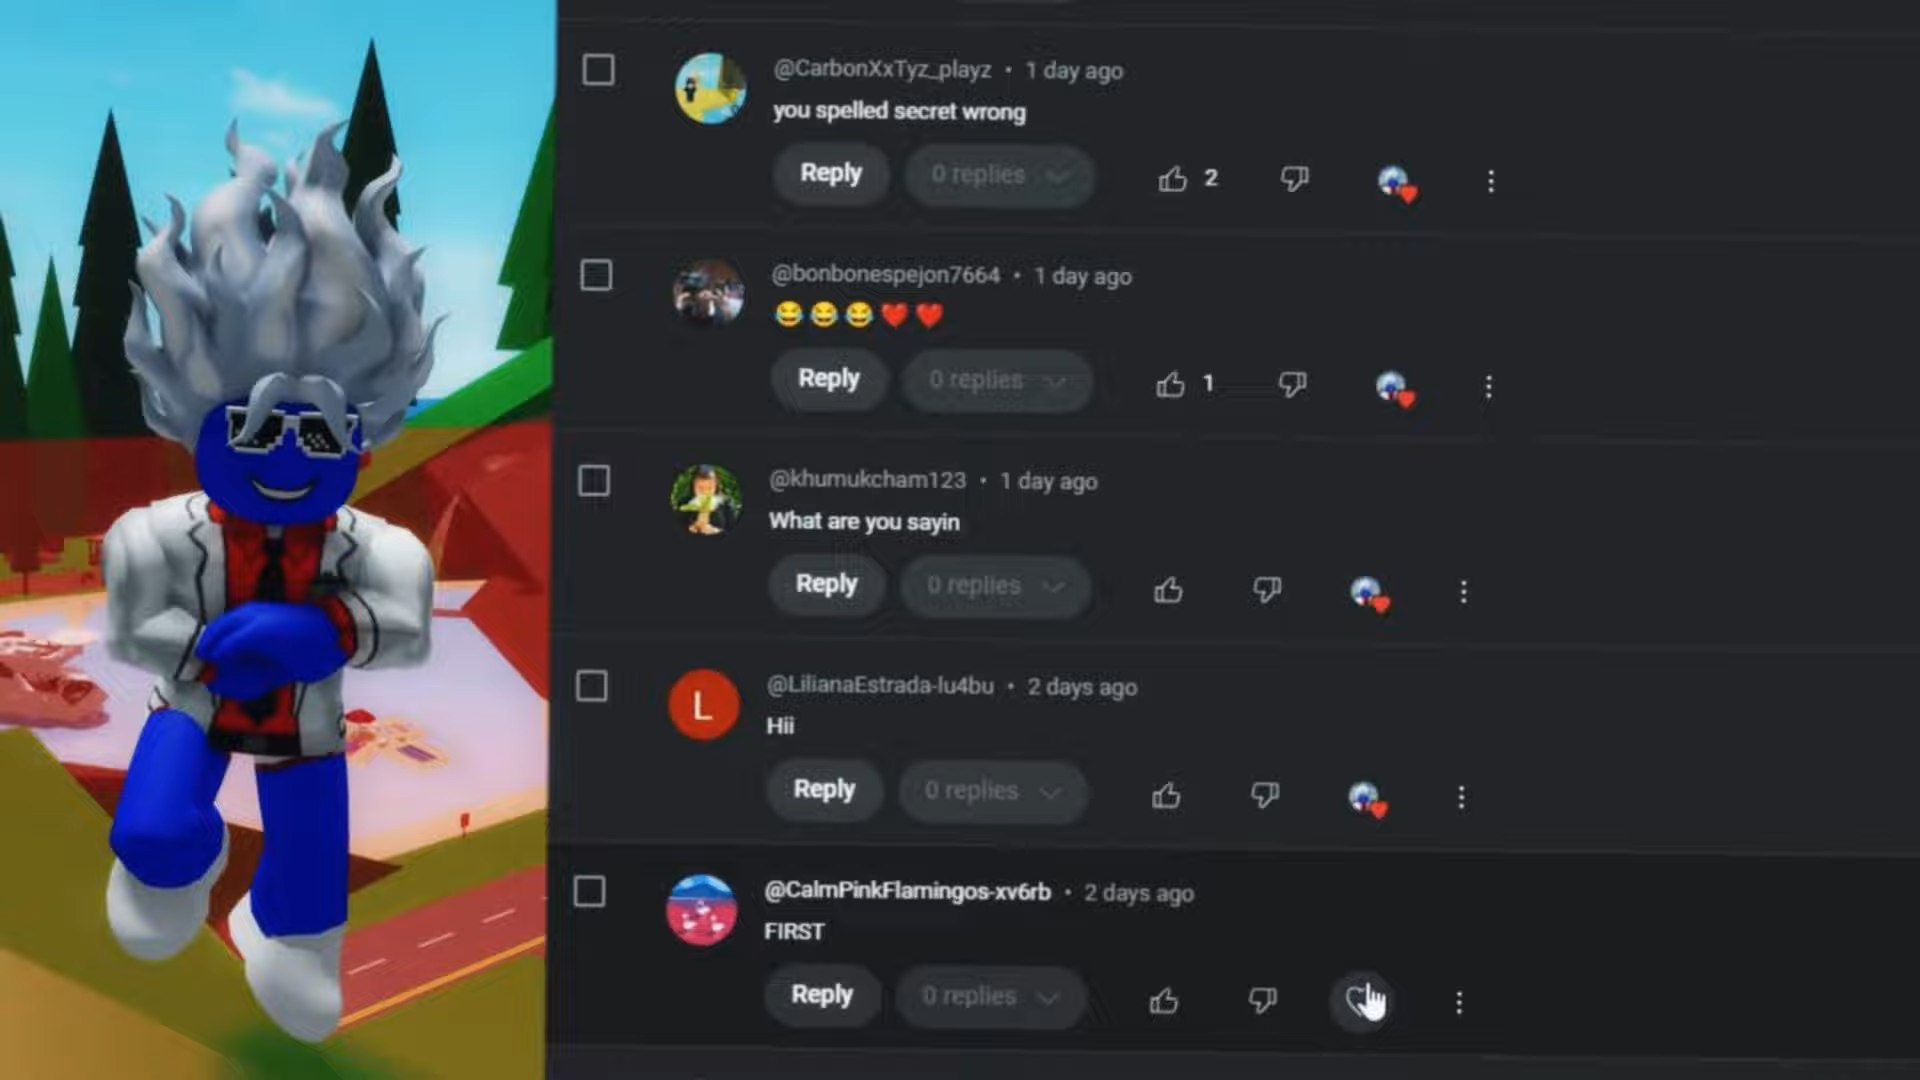 @CarbonXxTyz_playz • 1 day ago
you spelled secret wrong
Reply 0 replies 2
@bonbonespejon7664 • 1 day ago
😂😂😂❤️❤️
Reply 0 replies 1
@khumukcham123 • 1 day ago
What are you sayin
Reply 0 replies
L @LilianaEstrada-lu4bu • 2 days ago
Hii
Reply 0 replies
@CalmPinkFlamingos-xv6rb • 2 days ago
FIRST
Reply 0 replies